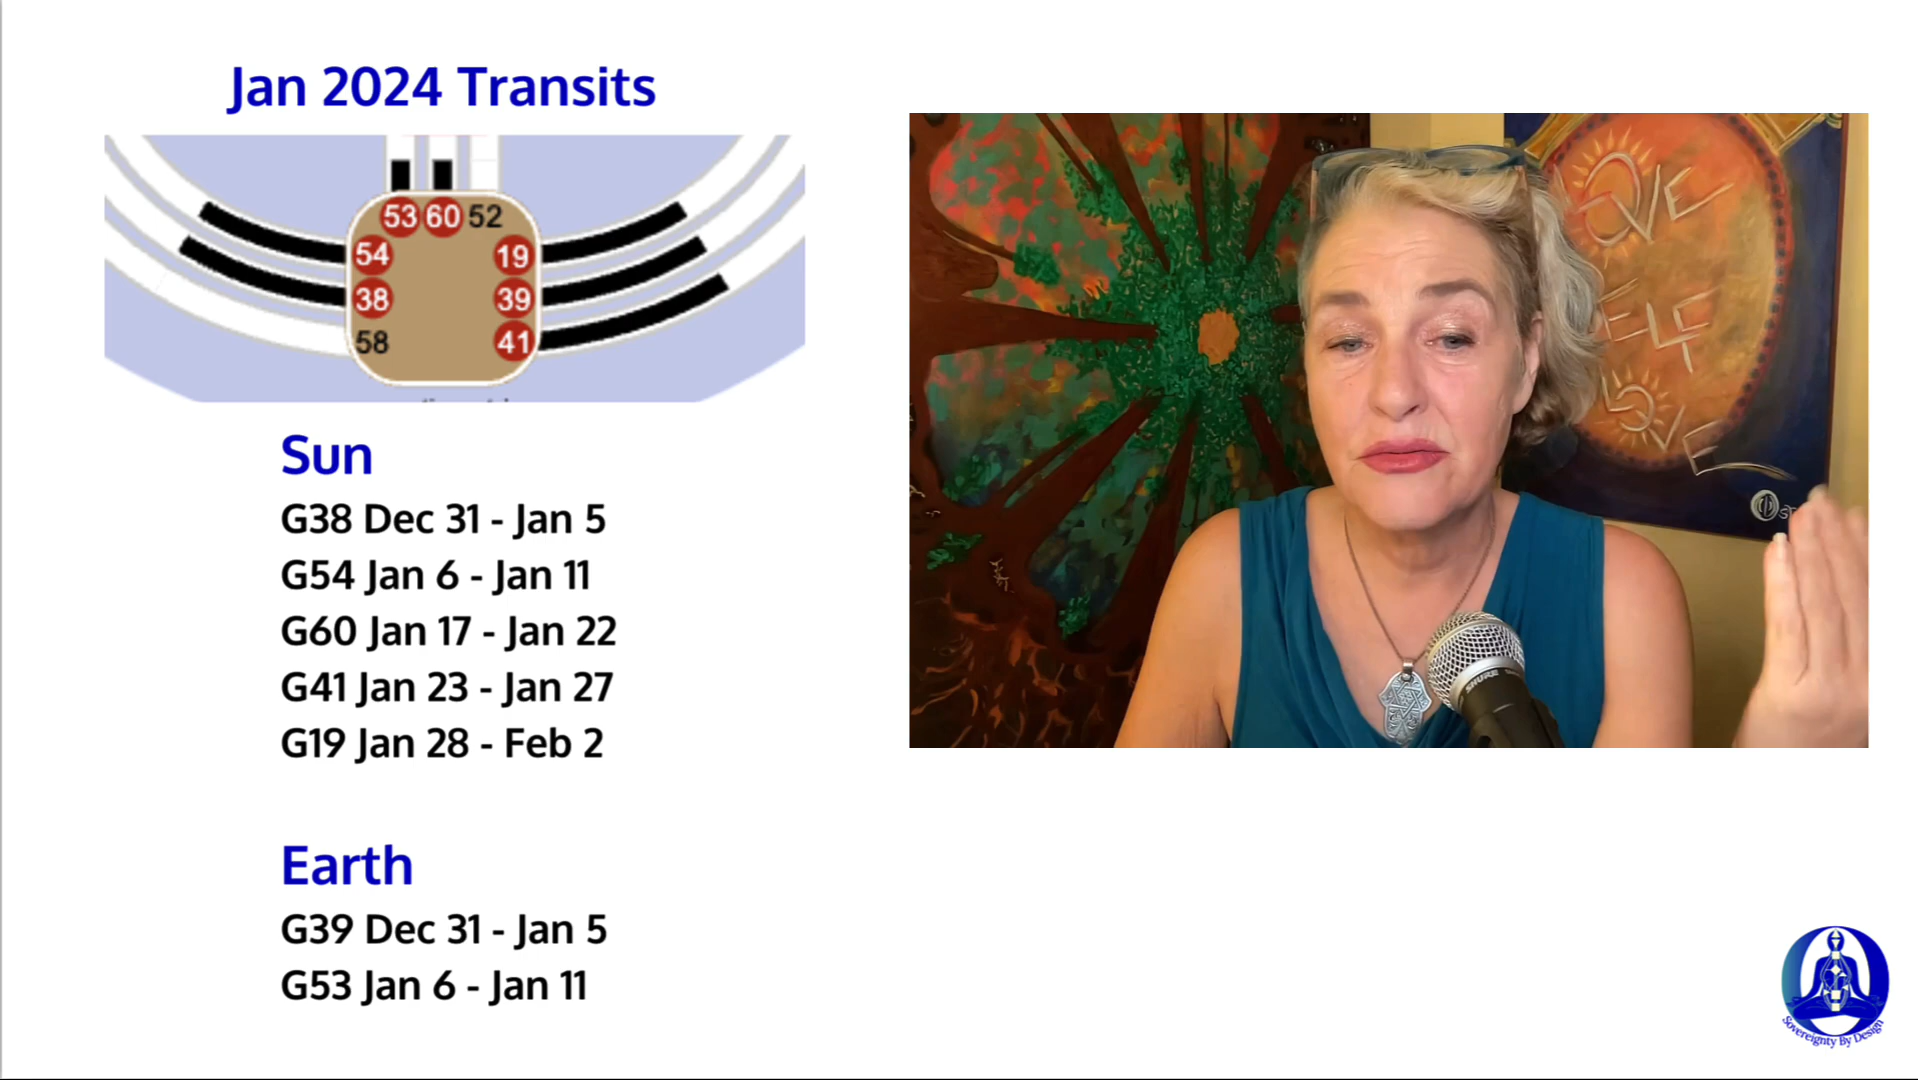 Jan 2024 Transits
53 60 52
54 19
38 39
58 41
Sun
G38 Dec 31 - Jan 5
G54 Jan 6 - Jan 11
G60 Jan 17 - Jan 22
G41 Jan 23 - Jan 27
G19 Jan 28 - Feb 2
Earth
G39 Dec 31 - Jan 5
G53 Jan 6 - Jan 11
LOVE
SELF
LOVE
SHURE
Sovereignty By Design